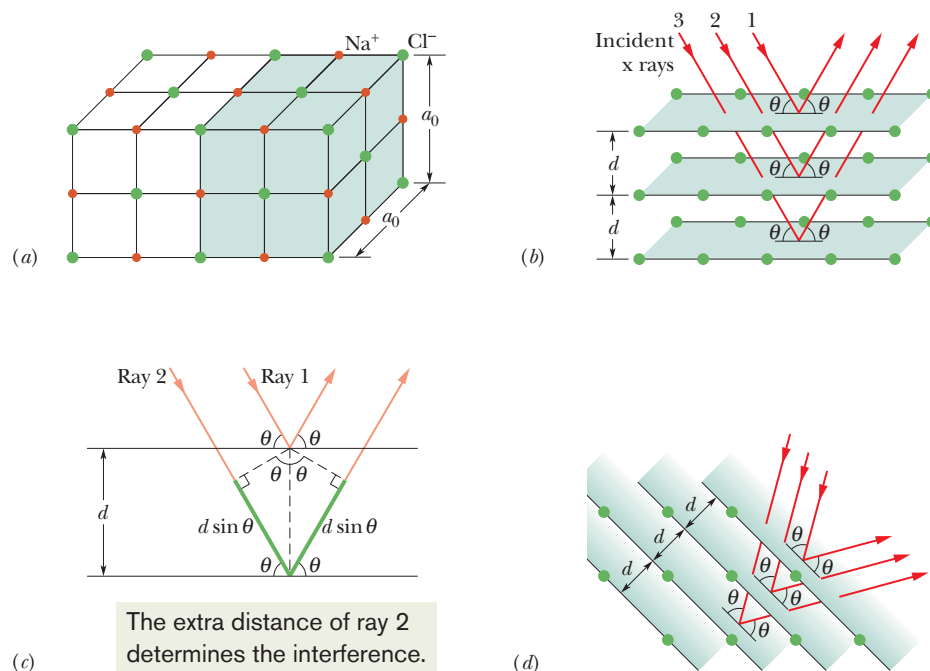 Na⁺ Cl⁻
a₀
a₀
(a)
3 2 1
Incident
x rays
θ θ
d
θ θ
d
θ θ
(b)
Ray 2 Ray 1
θ θ
θ θ
d
d sin θ d sin θ
θ θ
The extra distance of ray 2
determines the interference.
(c)
d
d
d
θ
θ
θ
θ
θ
θ
(d)